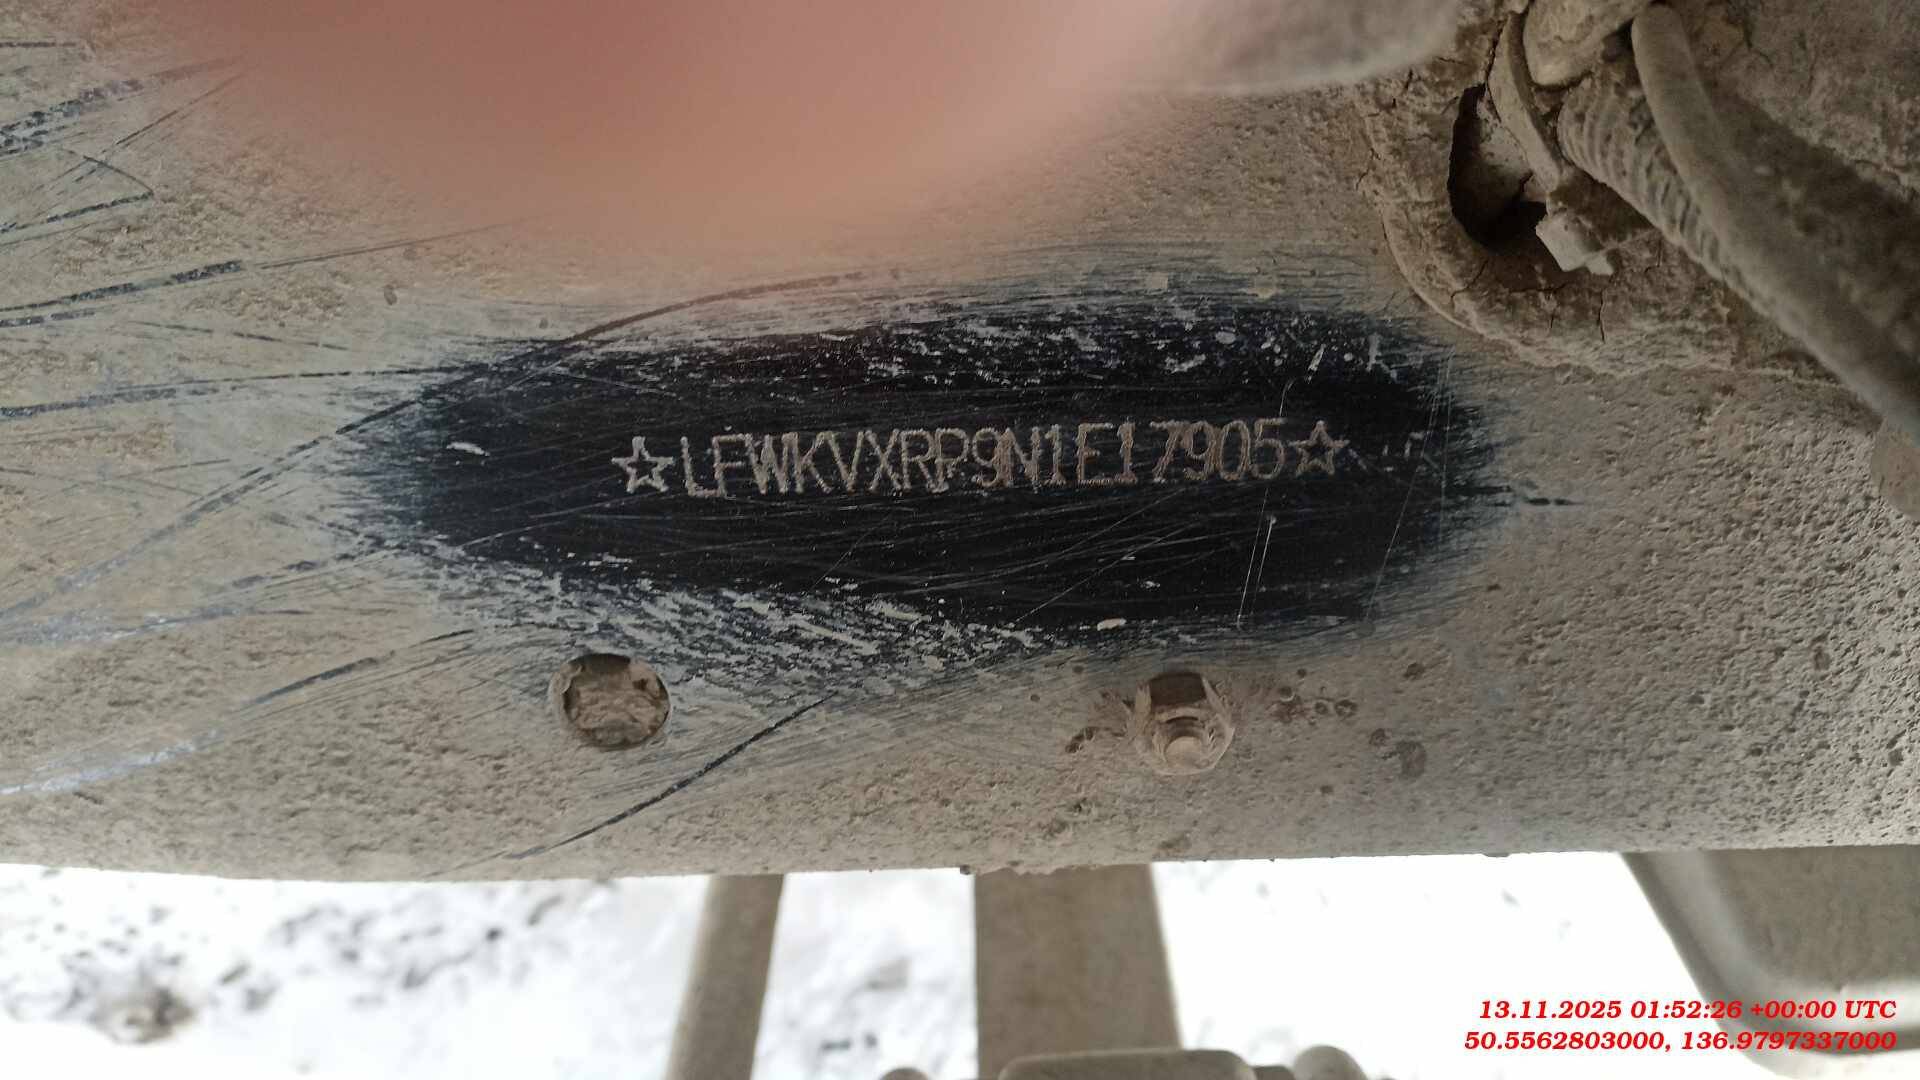 ☆LFWKVXRP9N1E17905☆
13.11.2025 01:52:26 +00:00 UTC
50.5562803000, 136.9797337000